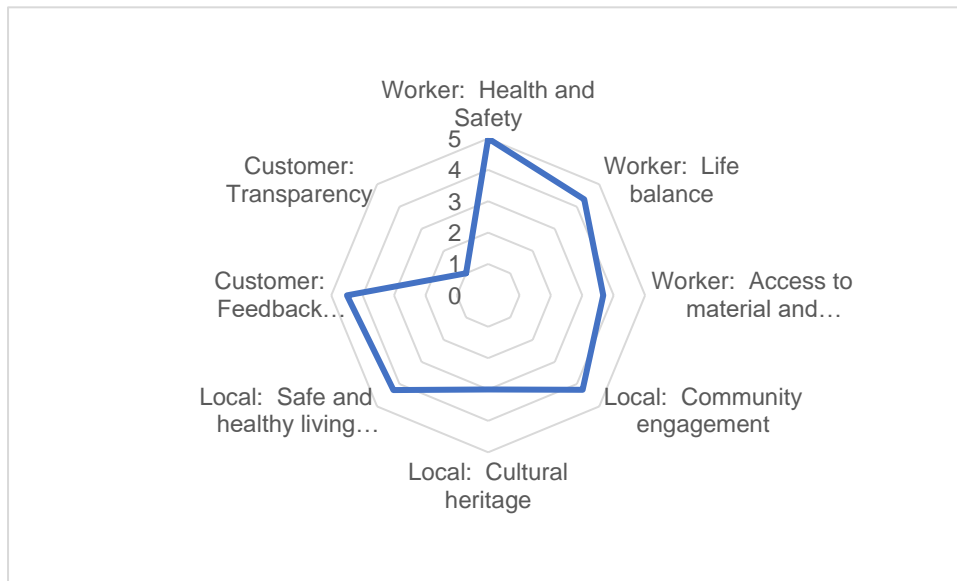 Worker:  Health and
Safety
Worker:  Life
balance
Worker:  Access to
material and…
Local:  Community
engagement
Local:  Cultural
heritage
Local:  Safe and
healthy living…
Customer:
Feedback…
Customer:
Transparency
5
4
3
2
1
0